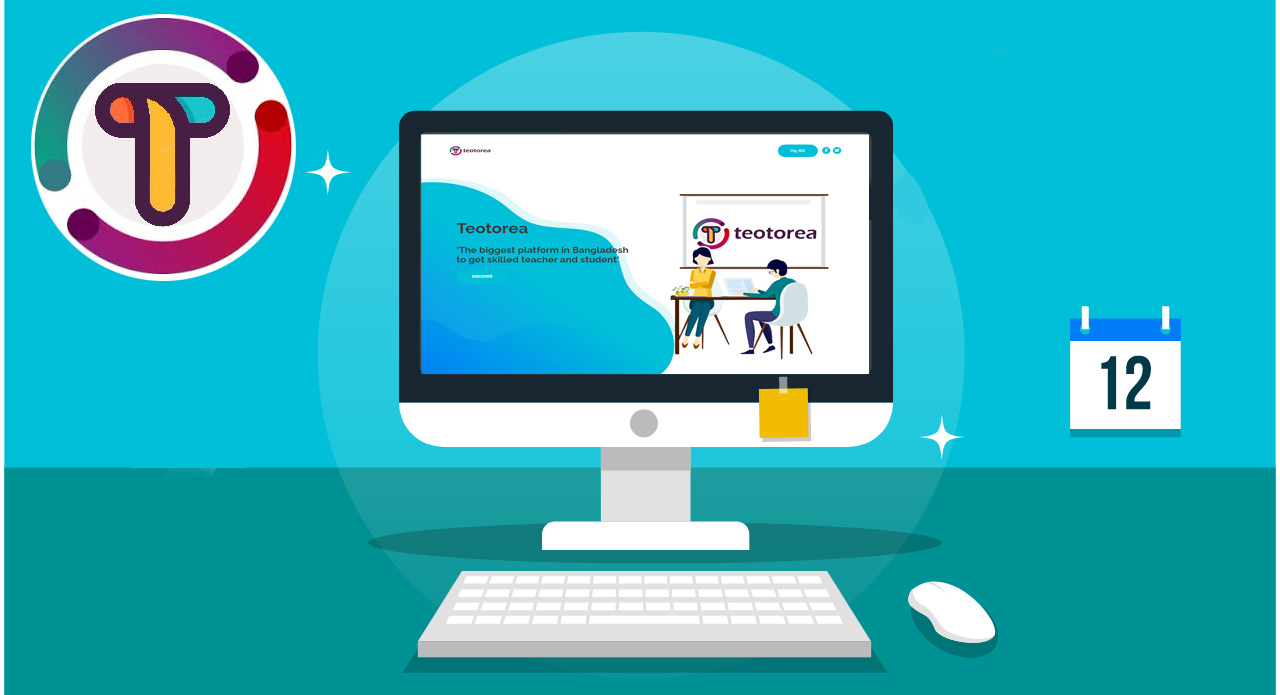 teotorea
Teotorea
"The biggest platform in Bangladesh
to get skilled teacher and student"
DISCOVER
teotorea
12